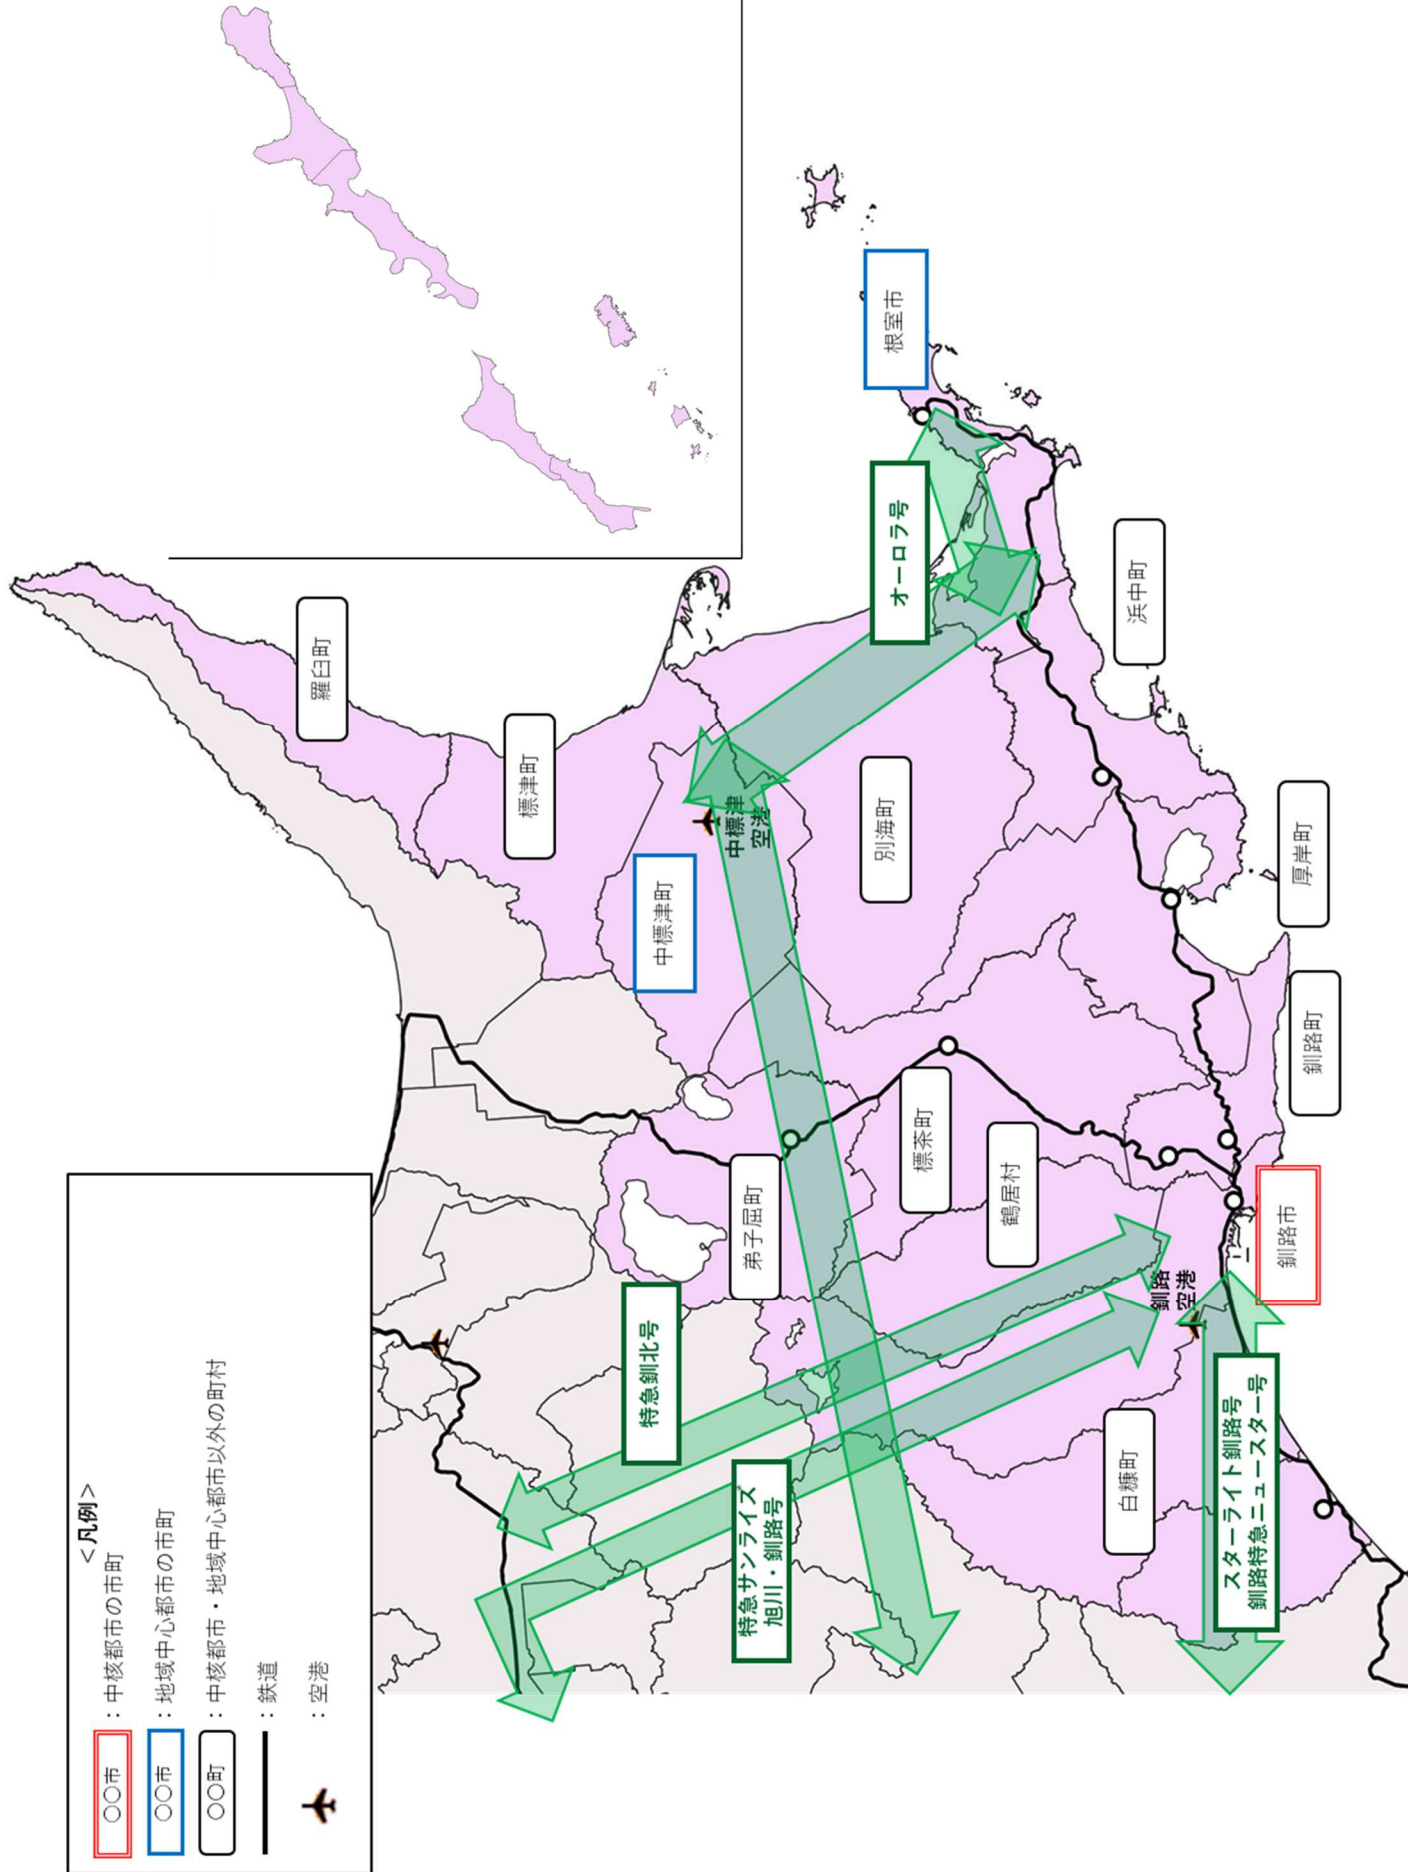 ＜凡例＞
○○市
：中核都市の市町
○○市
：地域中心都市の市町
○○町
：中核都市・地域中心都市以外の町村
：鉄道
：空港
羅臼町
標津町
中標津町
中標津
空港
根室市
オーロラ号
別海町
浜中町
厚岸町
釧路町
標茶町
鶴居村
弟子屈町
特急釧北号
特急サンライズ
旭川・釧路号
釧路
空港
釧路市
白糠町
スターライト釧路号
釧路特急ニュースター号